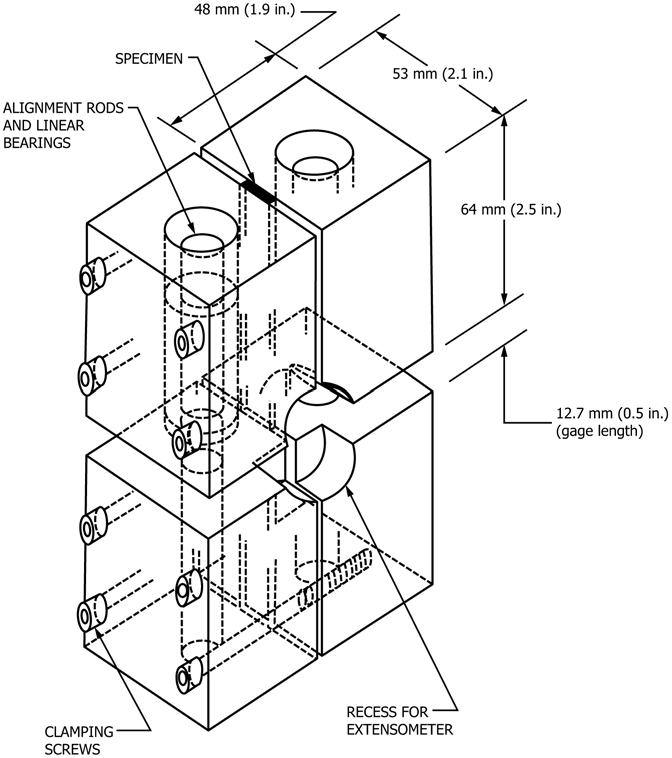 48 mm (1.9 in.)
SPECIMEN
53 mm (2.1 in.)
ALIGNMENT RODS
AND LINEAR
BEARINGS
64 mm (2.5 in.)
12.7 mm (0.5 in.)
(gage length)
RECESS FOR
EXTENSOMETER
CLAMPING
SCREWS